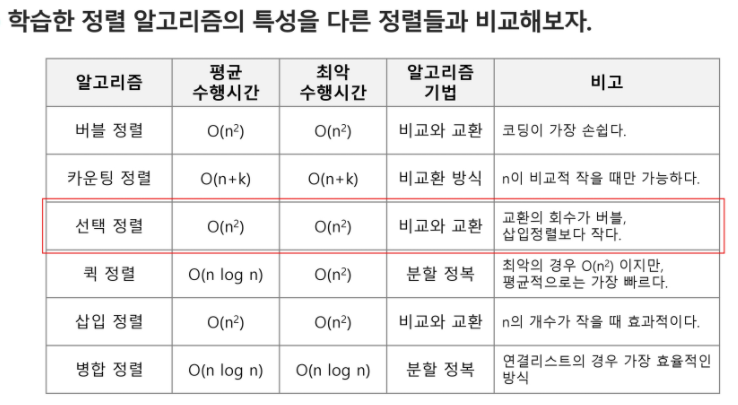 학습한 정렬 알고리즘의 특성을 다른 정렬들과 비교해보자.
알고리즘 평균 수행시간 최악 수행시간 알고리즘 기법 비고
버블 정렬 O(n²) O(n²) 비교와 교환 코딩이 가장 손쉽다.
카운팅 정렬 O(n+k) O(n+k) 비교환 방식 n이 비교적 작을 때만 가능하다.
선택 정렬 O(n²) O(n²) 비교와 교환 교환의 회수가 버블,
삽입정렬보다 작다.
퀵 정렬 O(n log n) O(n²) 분할 정복 최악의 경우 O(n²) 이지만,
평균적으로는 가장 빠르다.
삽입 정렬 O(n²) O(n²) 비교와 교환 n의 개수가 작을 때 효과적이다.
병합 정렬 O(n log n) O(n log n) 분할 정복 연결리스트의 경우 가장 효율적인
방식